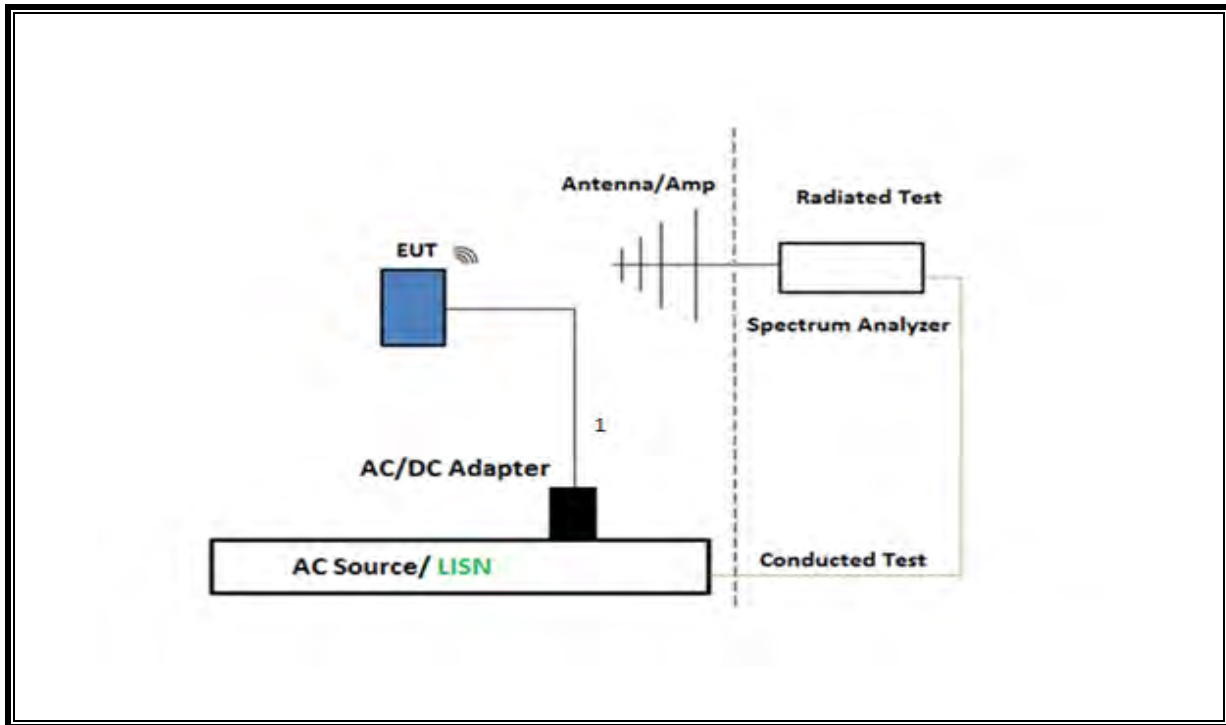 Antenna/Amp
Radiated Test
EUT
Spectrum Analyzer
1
AC/DC Adapter
AC Source/ LISN
Conducted Test